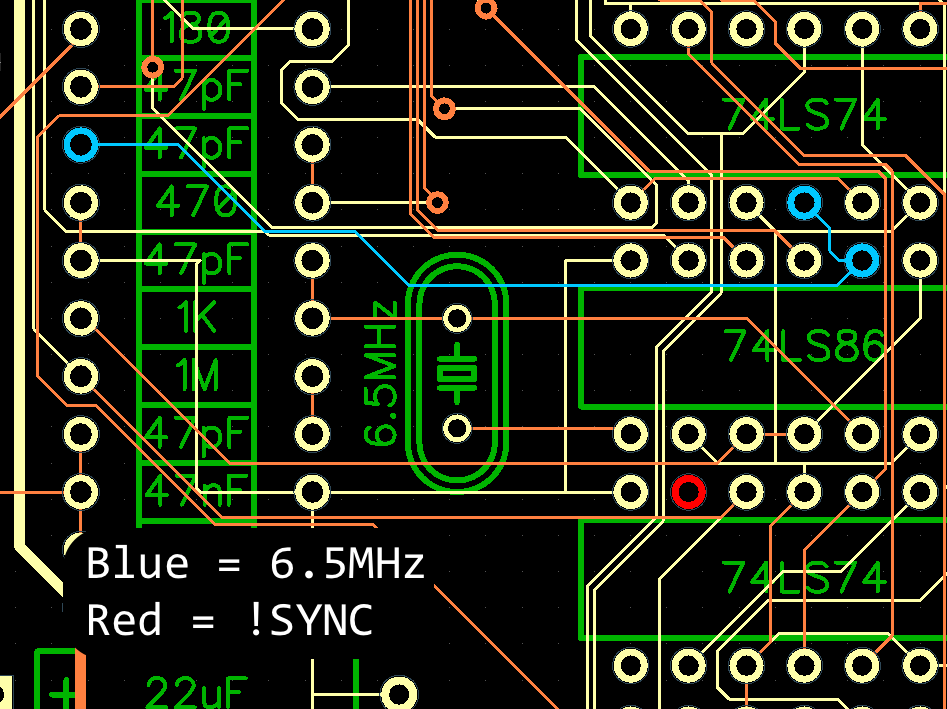 180
47pF
74LS74
47pF
470
47pF
1K
6.5MHz
74LS86
1M
47pF
47nF
Blue = 6.5MHz
74LS74
Red = !SYNC
22uF
+